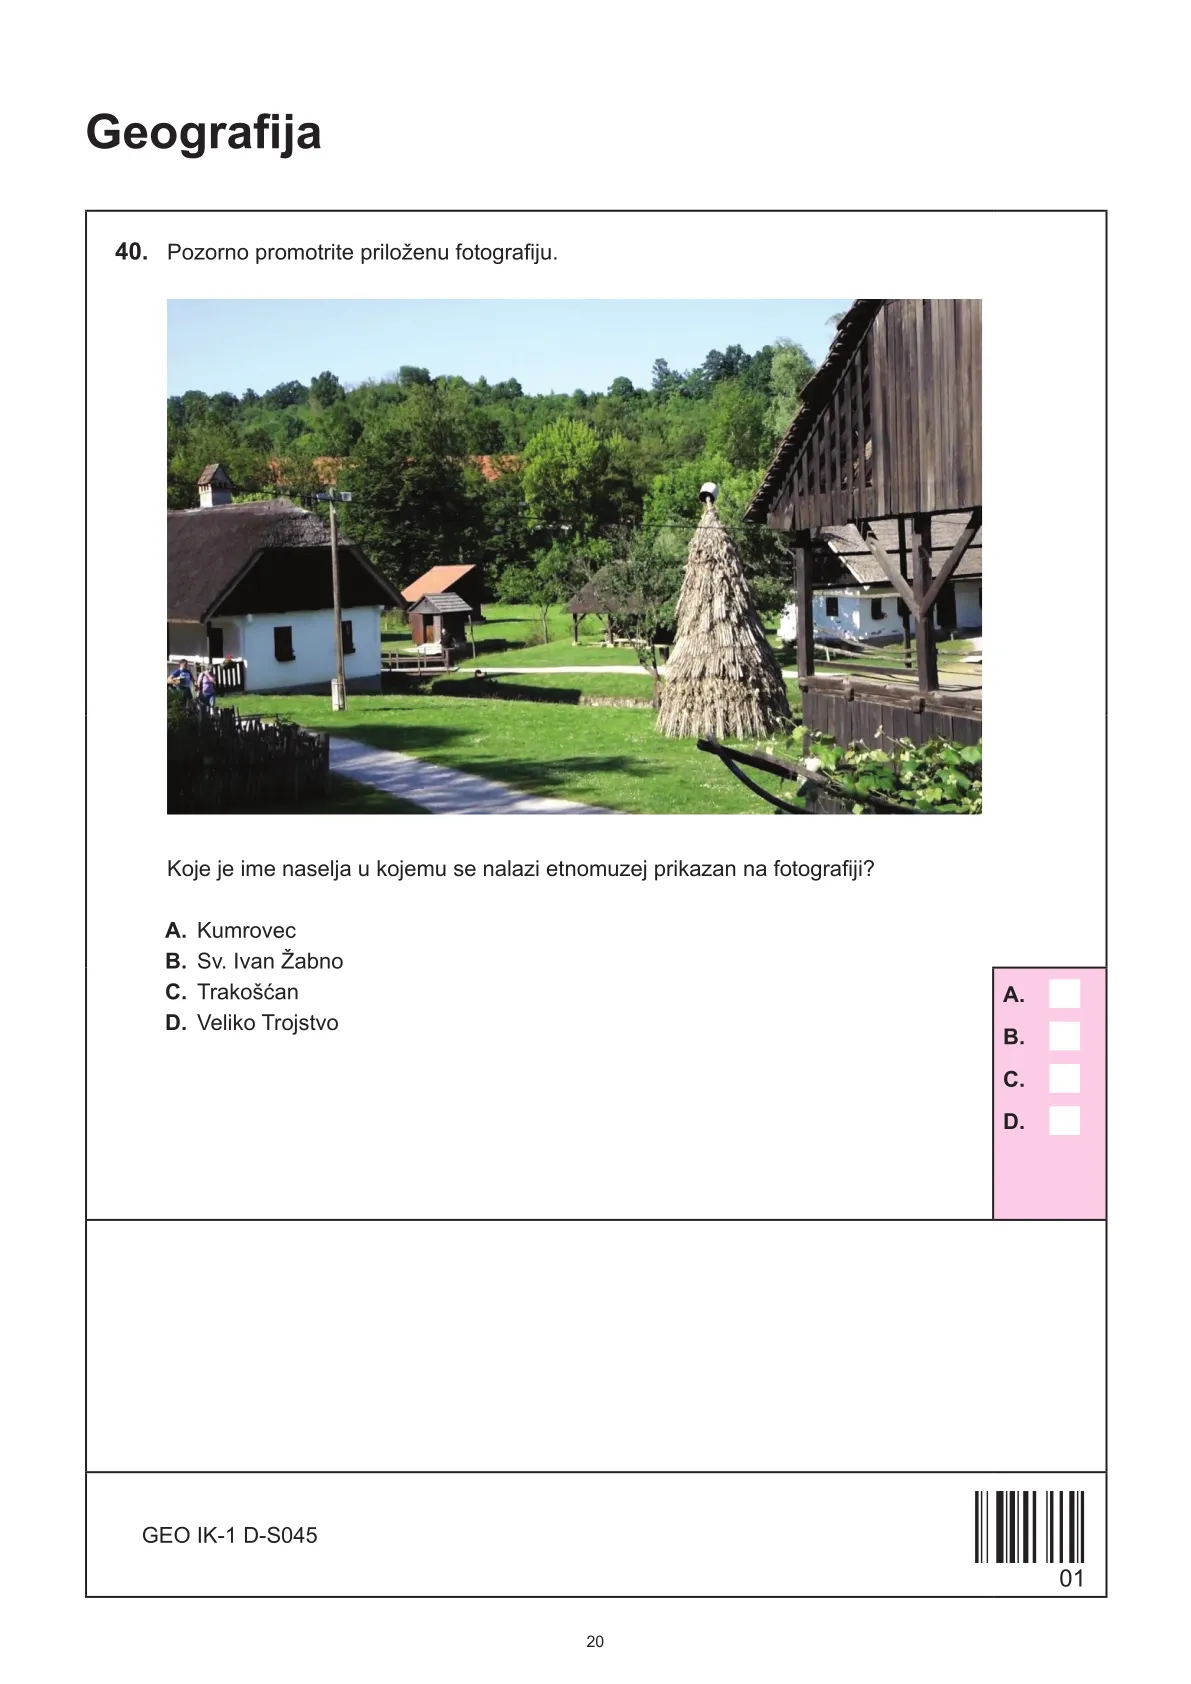 Geografija
40. Pozorno promotrite priloženu fotografiju.
Koje je ime naselja u kojemu se nalazi etnomuzej prikazan na fotografiji?
A. Kumrovec
B. Sv. Ivan Žabno
C. Trakošćan
D. Veliko Trojstvo
A.
B.
C.
D.
GEO IK-1 D-S045
01
20